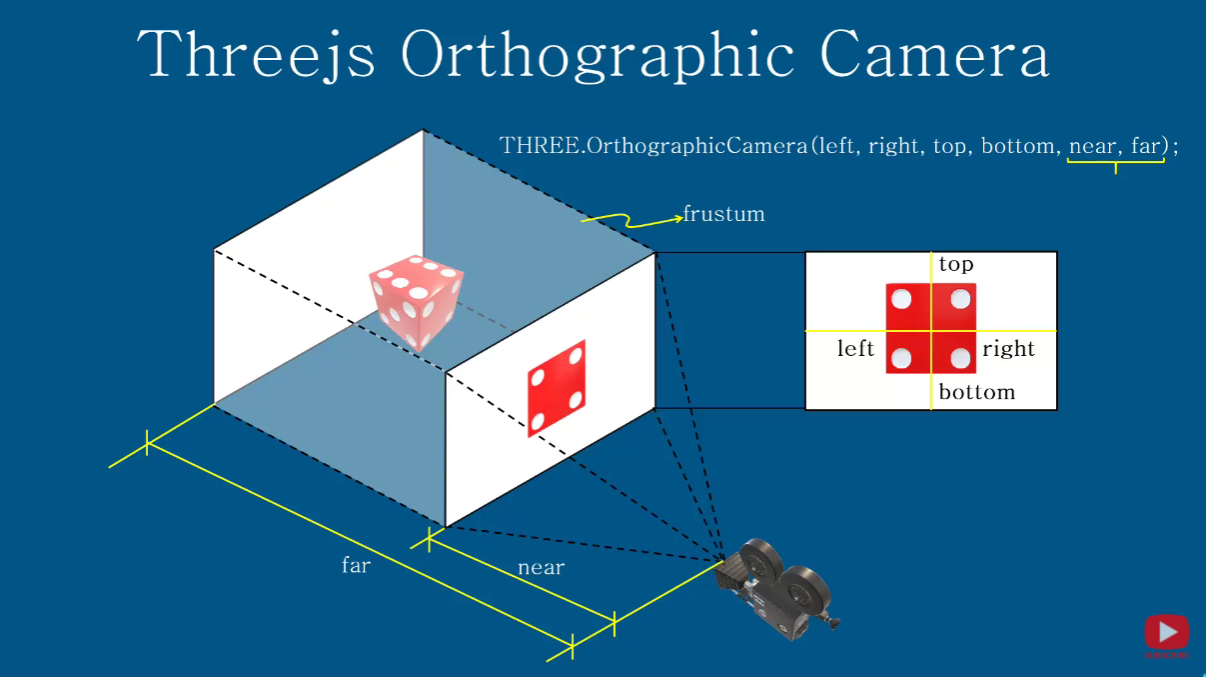 Threejs Orthographic Camera
THREE.OrthographicCamera(left, right, top, bottom, near, far);
frustum
top
left
right
bottom
far
near